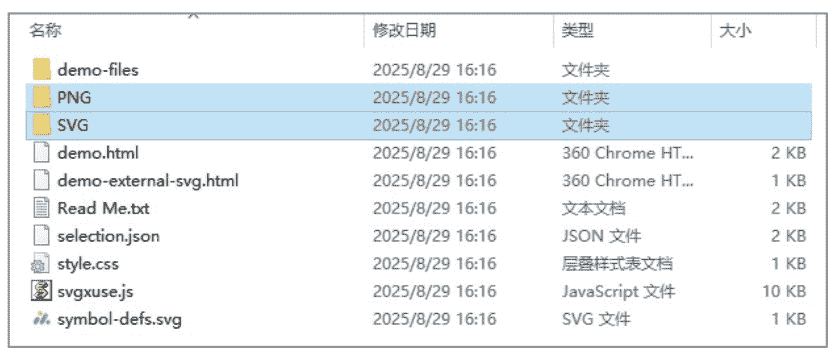 名称 修改日期 类型 大小
demo-files 2025/8/29 16:16 文件夹
PNG 2025/8/29 16:16 文件夹
SVG 2025/8/29 16:16 文件夹
demo.html 2025/8/29 16:16 360 Chrome HT... 2 KB
demo-external-svg.html 2025/8/29 16:16 360 Chrome HT... 1 KB
Read Me.txt 2025/8/29 16:16 文本文档 2 KB
selection.json 2025/8/29 16:16 JSON 文件 2 KB
style.css 2025/8/29 16:16 层叠样式表文档 1 KB
svgxuse.js 2025/8/29 16:16 JavaScript 文件 10 KB
symbol-defs.svg 2025/8/29 16:16 SVG 文件 1 KB